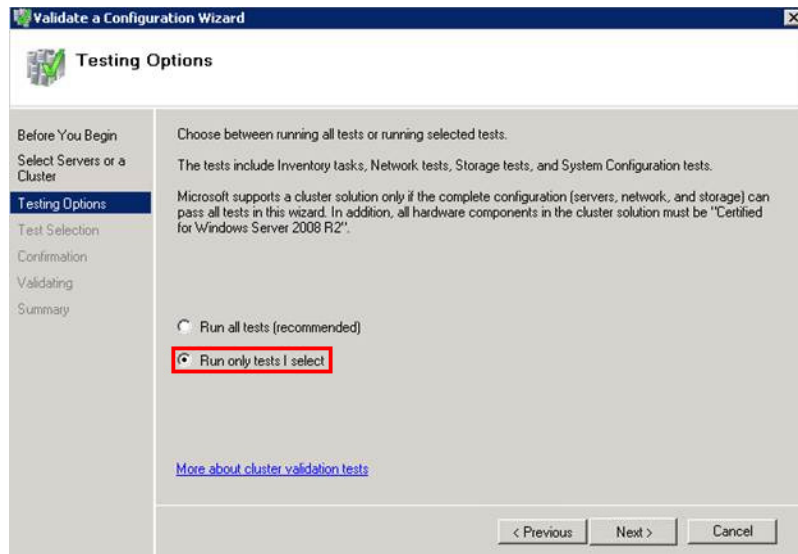 Validate a Configuration Wizard
Testing Options
Before You Begin
Select Servers or a
Cluster
Testing Options
Test Selection
Confirmation
Validating
Summary
Choose between running all tests or running selected tests.
The tests include Inventory tasks, Network tests, Storage tests, and System Configuration tests.
Microsoft supports a cluster solution only if the complete configuration (servers, network, and storage) can
pass all tests in this wizard. In addition, all hardware components in the cluster solution must be "Certified
for Windows Server 2008 R2".
Run all tests (recommended)
Run only tests I select
More about cluster validation tests
< Previous
Next >
Cancel